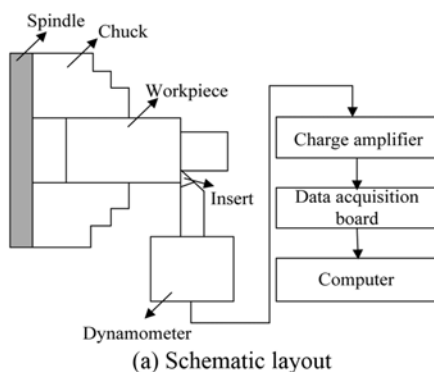 Spindle
Chuck
Workpiece
Charge amplifier
Insert
Data acquisition
board
Computer
Dynamometer
(a) Schematic layout